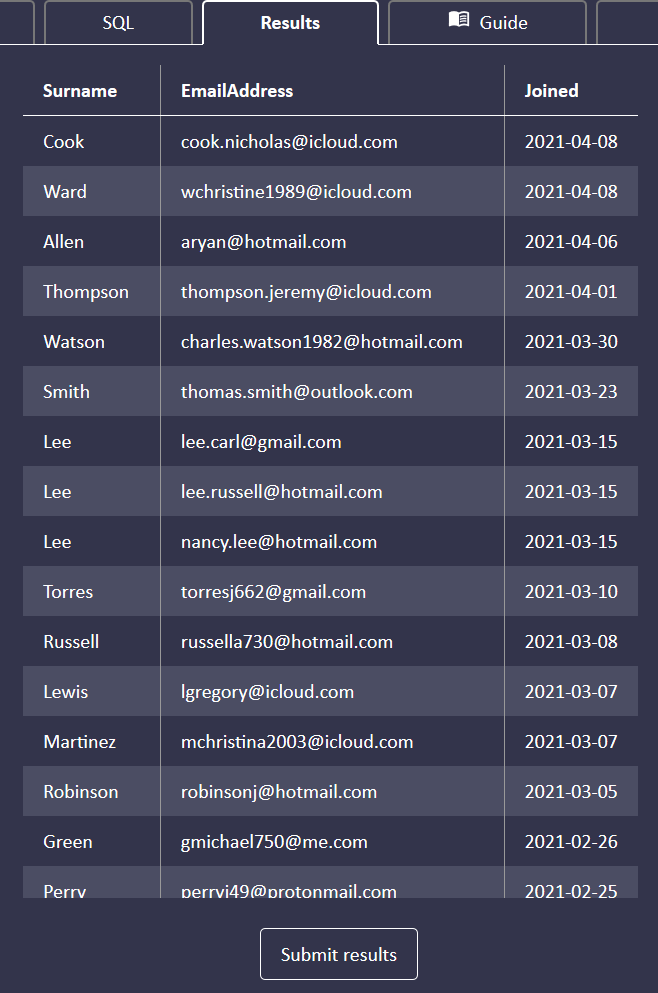 SQL Results Guide
Surname EmailAddress Joined
Cook cook.nicholas@icloud.com 2021-04-08
Ward wchristine1989@icloud.com 2021-04-08
Allen aryan@hotmail.com 2021-04-06
Thompson thompson.jeremy@icloud.com 2021-04-01
Watson charles.watson1982@hotmail.com 2021-03-30
Smith thomas.smith@outlook.com 2021-03-23
Lee lee.carl@gmail.com 2021-03-15
Lee lee.russell@hotmail.com 2021-03-15
Lee nancy.lee@hotmail.com 2021-03-15
Torres torresj662@gmail.com 2021-03-10
Russell russella730@hotmail.com 2021-03-08
Lewis lgregory@icloud.com 2021-03-07
Martinez mchristina2003@icloud.com 2021-03-07
Robinson robinsonj@hotmail.com 2021-03-05
Green gmichael750@me.com 2021-02-26
Perry perryj49@protonmail.com 2021-02-25
Submit results